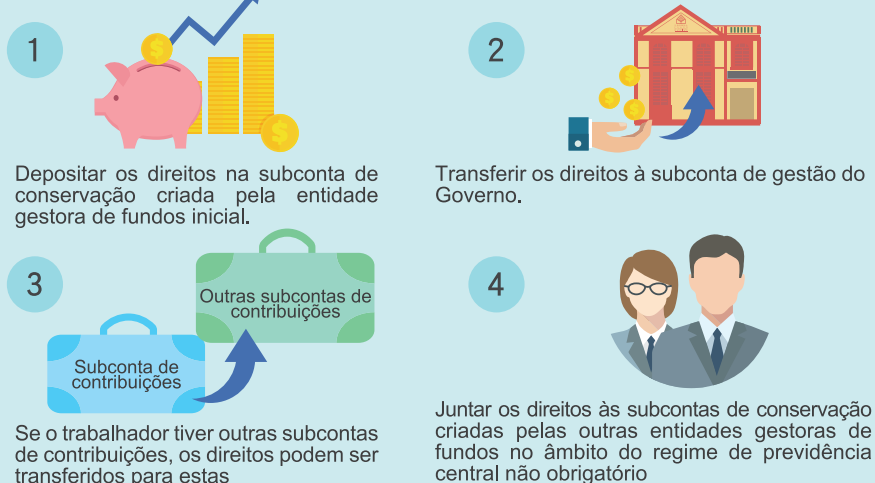 1
Depositar os direitos na subconta de
conservação criada pela entidade
gestora de fundos inicial.
2
Transferir os direitos à subconta de gestão do
Governo.
3
Outras subcontas de
contribuições
Subconta de
contribuições
Se o trabalhador tiver outras subcontas
de contribuições, os direitos podem ser
transferidos para estas
4
Juntar os direitos às subcontas de conservação
criadas pelas outras entidades gestoras de
fundos no âmbito do regime de previdência
central não obrigatório